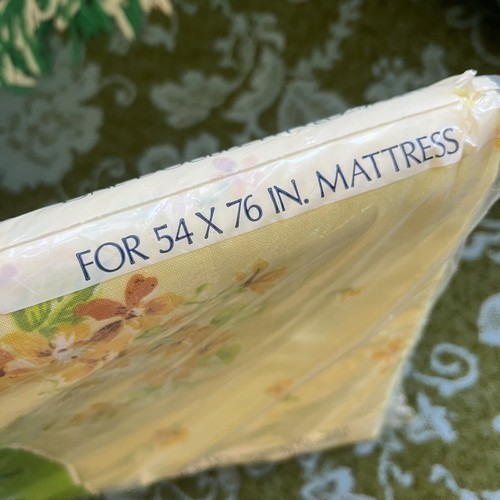 FOR 54 X 76 IN. MATTRESS